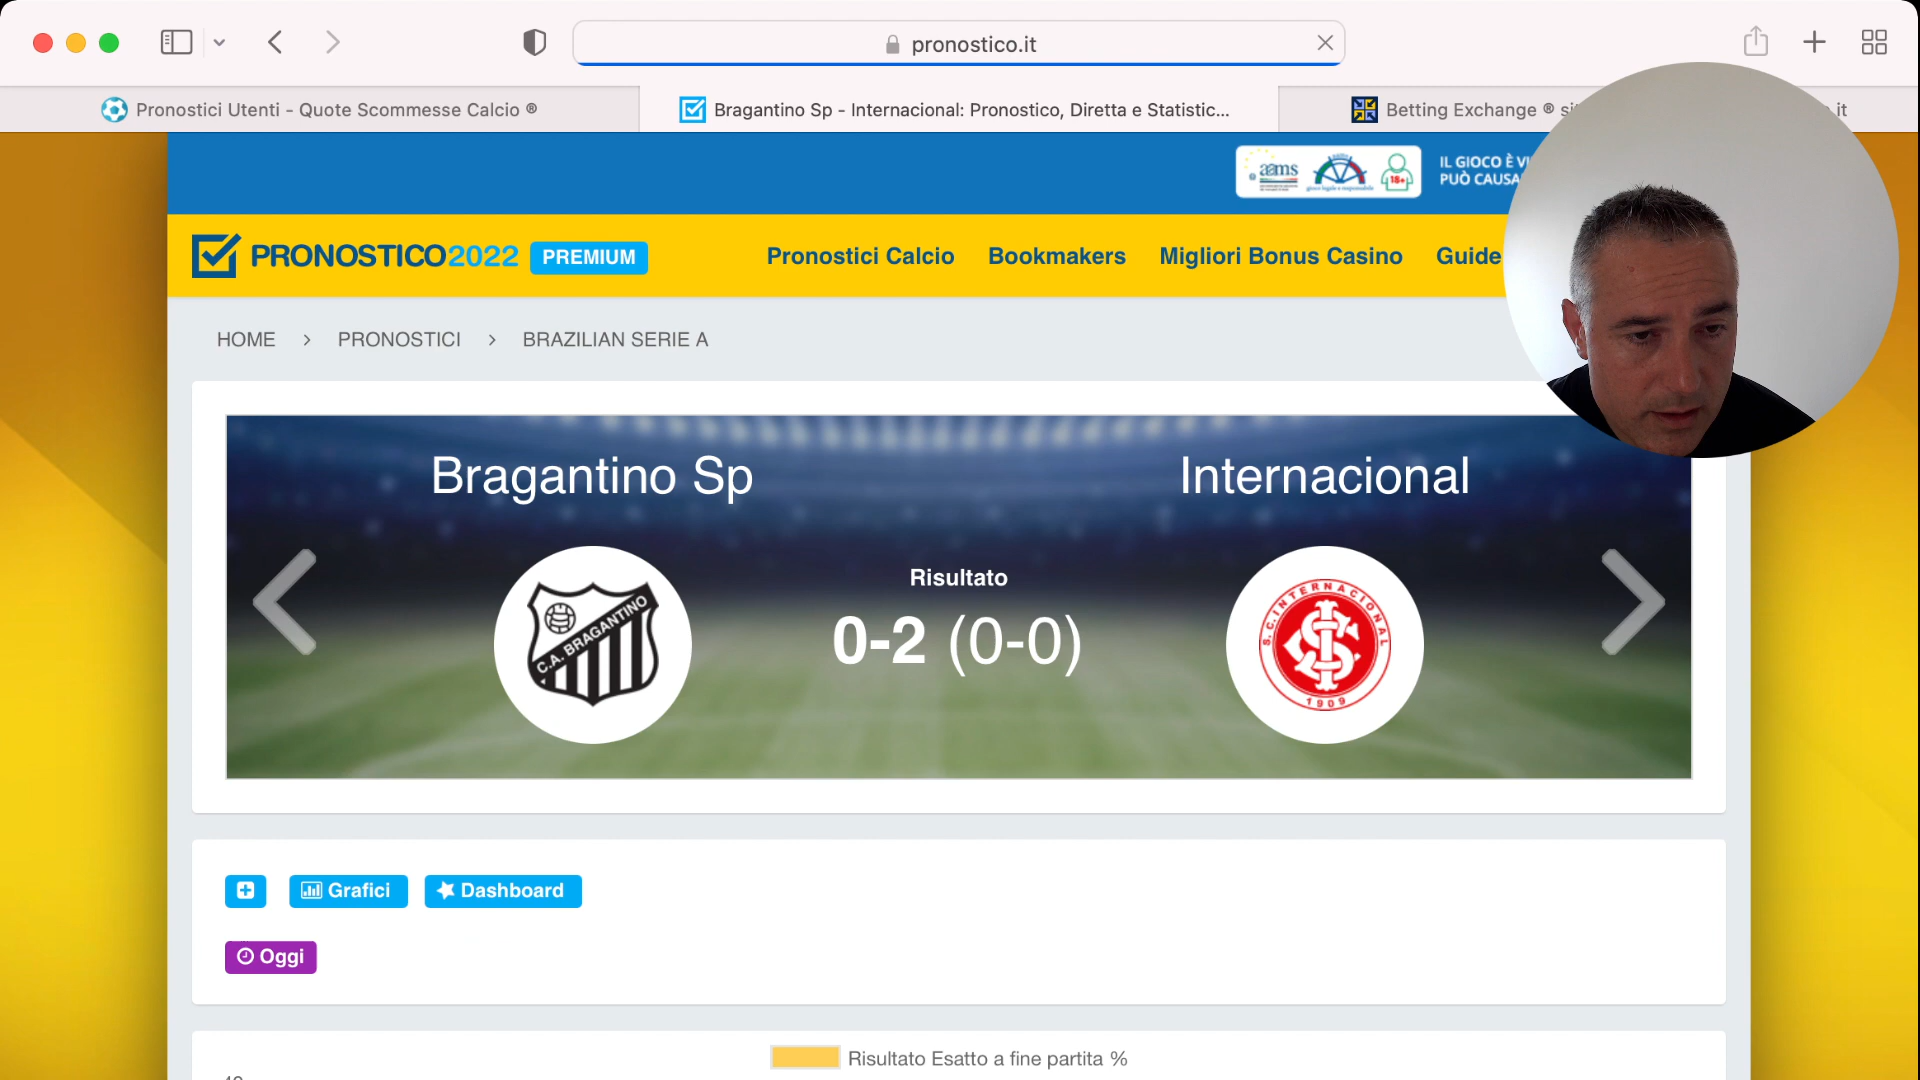 pronostico.it
Pronostici Utenti - Quote Scommesse Calcio ®
Bragantino Sp - Internacional: Pronostico, Diretta e Statistic...
Betting Exchange ®
it
aams
18+
IL GIOCO È
PUÒ
PRONOSTICO2022 PREMIUM
Pronostici Calcio
Bookmakers
Migliori Bonus Casino
Guide
HOME > PRONOSTICI > BRAZILIAN SERIE A
Bragantino Sp
Internacional
Risultato
0-2 (0-0)
C.A. BRAGANTINO
S.C. INTERNACIONAL
1909
Grafici
Dashboard
Oggi
Risultato Esatto a fine partita %